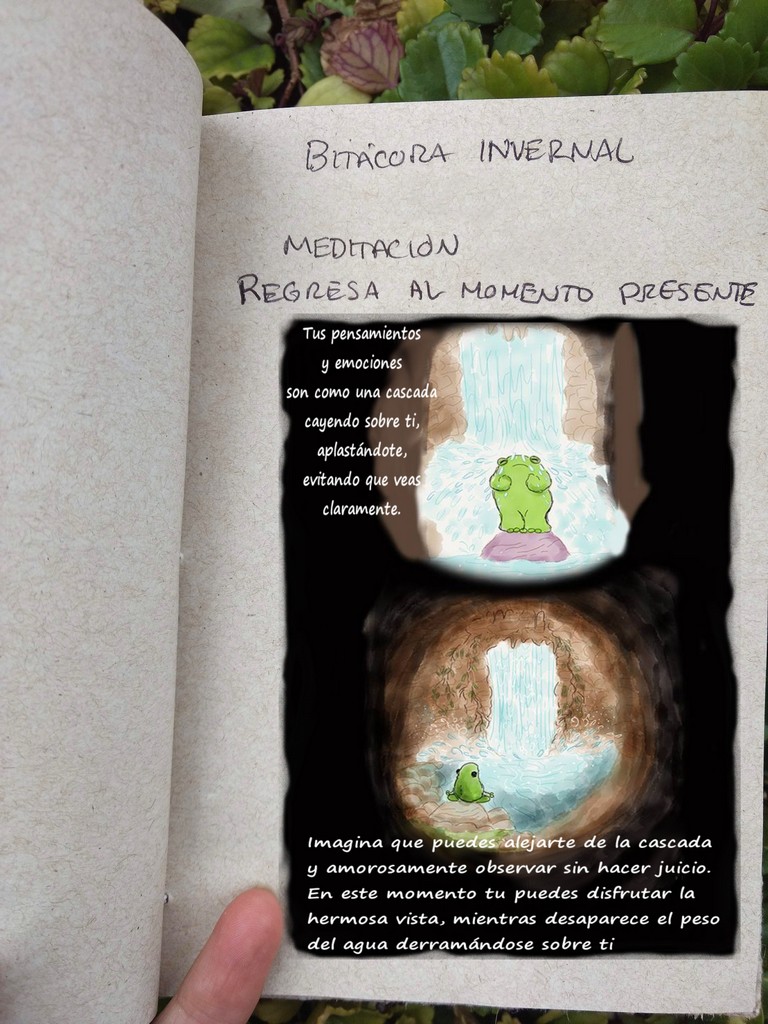 BITÁCORA INVERNAL
MEDITACIÓN
REGRESA AL MOMENTO PRESENTE
Tus pensamientos
y emociones
son como una cascada
cayendo sobre ti,
aplastándote,
evitando que veas
claramente.
Imagina que puedes alejarte de la cascada
y amorosamente observar sin hacer juicio.
En este momento tu puedes disfrutar la
hermosa vista, mientras desaparece el peso
del agua derramándose sobre ti